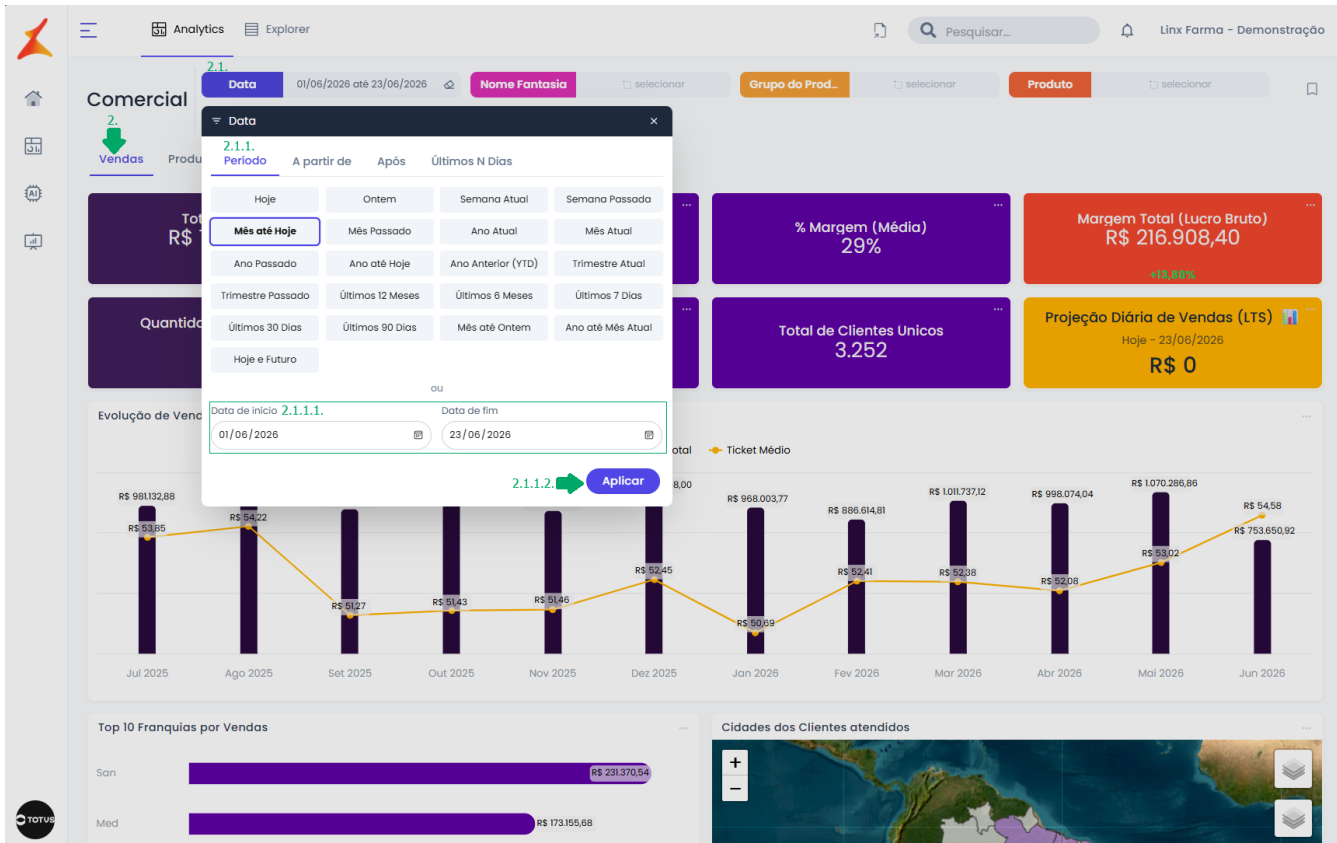 Analytics
Explorer
Pesquisar...
Linx Farma - Demonstração
Comercial
2.1.
Data
01/06/2026 até 23/06/2026
Nome Fantasia
selecionar
Grupo do Prod...
selecionar
Produto
selecionar
2.
Vendas
Produ
Data
×
2.1.1.
Período
A partir de
Após
Últimos N Dias
Hoje
Ontem
Semana Atual
Semana Passada
Mês até Hoje
Mês Passado
Ano Atual
Mês Atual
Ano Passado
Ano até Hoje
Ano Anterior (YTD)
Trimestre Atual
Trimestre Passado
Últimos 12 Meses
Últimos 6 Meses
Últimos 7 Dias
Últimos 30 Dias
Últimos 90 Dias
Mês até Ontem
Ano até Mês Atual
Hoje e Futuro
ou
Data de início
2.1.1.1.
Data de fim
01/06/2026
23/06/2026
2.1.1.2.
Aplicar
Tot
R$
% Margem (Média)
29%
Margem Total (Lucro Bruto)
R$ 216.908,40
+13,88%
Quantida
Total de Clientes Unicos
3.252
Projeção Diária de Vendas (LTS)
Hoje - 23/06/2026
R$ 0
Evolução de Vend
otal
Ticket Médio
R$ 981.132,88
8,00
R$ 968.003,77
R$ 886.614,81
R$ 1.011.737,12
R$ 998.074,04
R$ 1.070.286,86
R$ 753.650,92
R$ 53,85
R$ 54,22
R$ 51,27
R$ 51,43
R$ 51,46
R$ 52,45
R$ 50,69
R$ 52,41
R$ 52,38
R$ 52,08
R$ 53,02
R$ 54,58
Jul 2025
Ago 2025
Set 2025
Out 2025
Nov 2025
Dez 2025
Jan 2026
Fev 2026
Mar 2026
Abr 2026
Mai 2026
Jun 2026
Top 10 Franquias por Vendas
San
R$ 231.370,54
Med
R$ 173.155,68
Cidades dos Clientes atendidos
+
−
AI
TOTVS